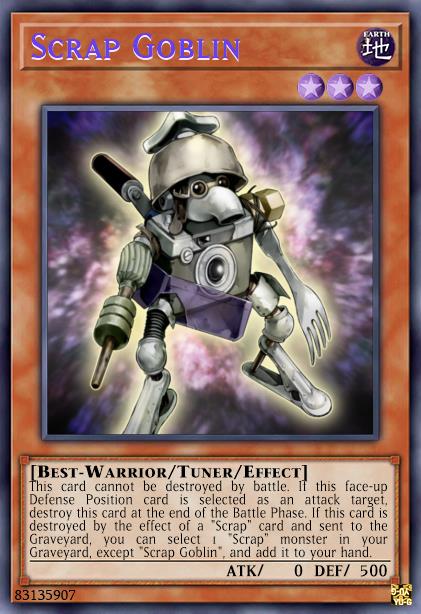 SCRAP GOBLIN
EARTH
地
[BEST-WARRIOR/TUNER/EFFECT]
This card cannot be destroyed by battle. If this face-up
Defense Position card is selected as an attack target,
destroy this card at the end of the Battle Phase. If this card is
destroyed by the effect of a "Scrap" card and sent to the
Graveyard, you can select 1 "Scrap" monster in your
Graveyard, except "Scrap Goblin", and add it to your hand.
ATK/ 0 DEF/ 500
83135907